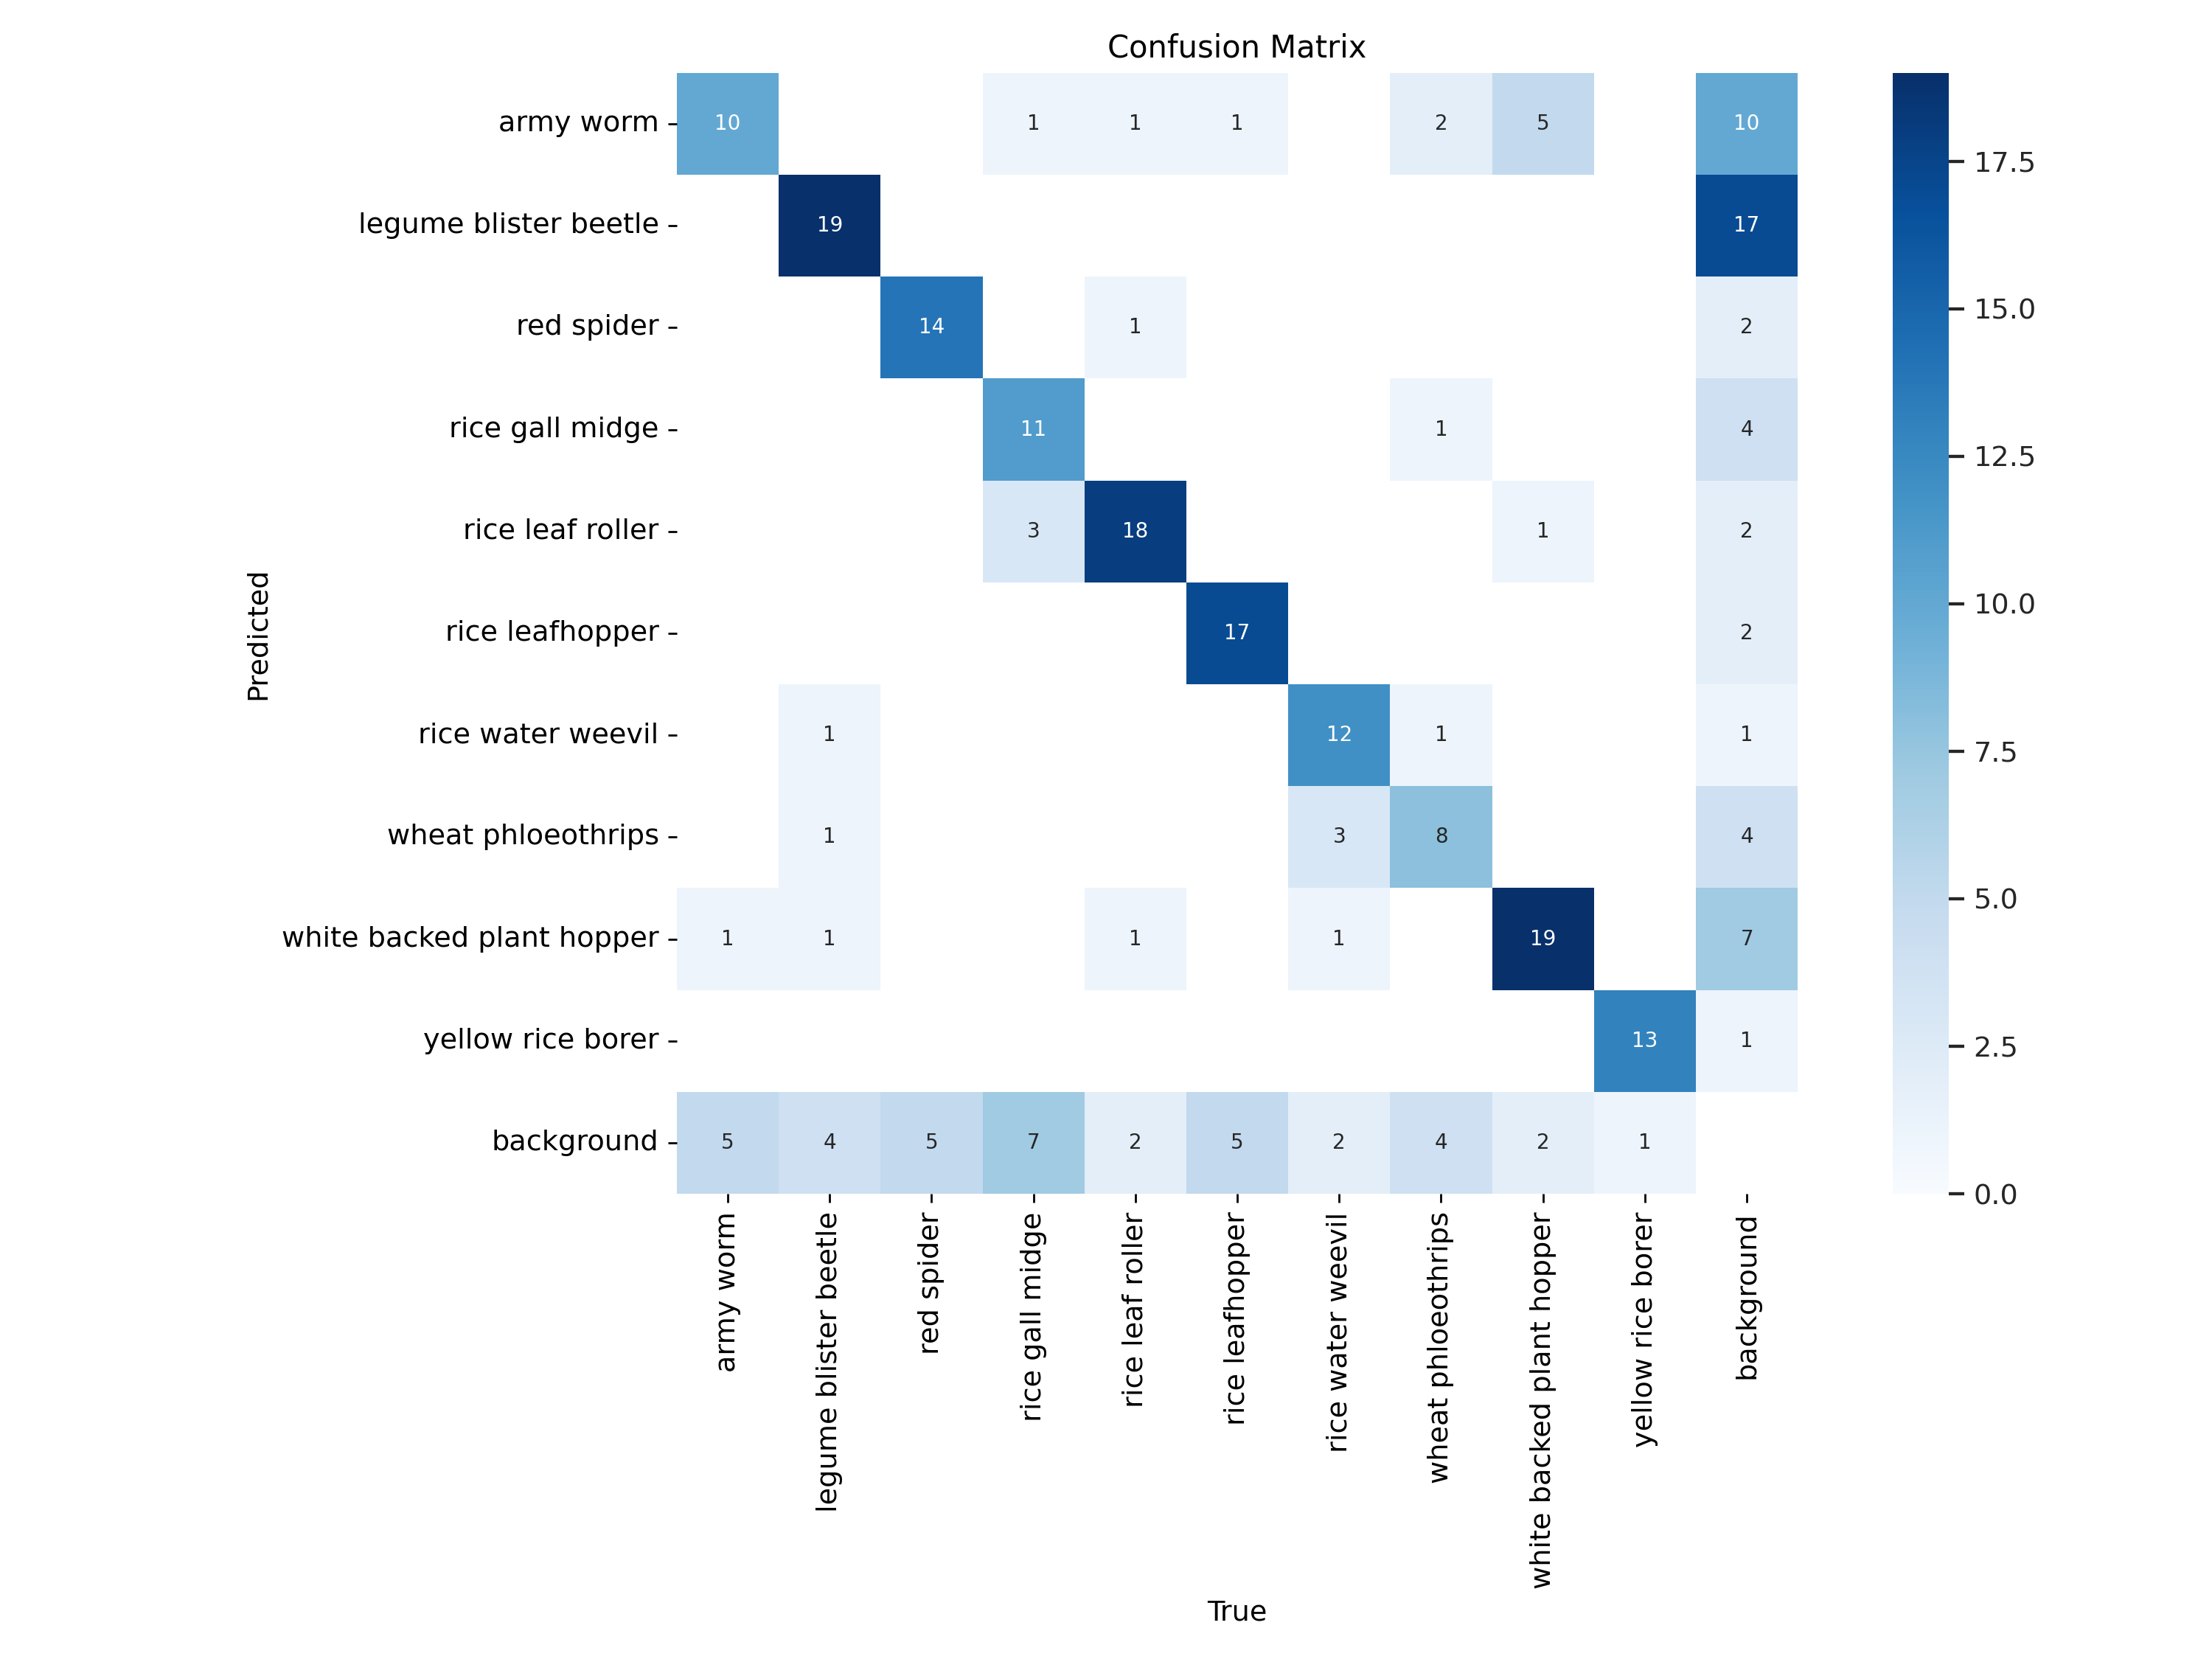 Confusion Matrix
army worm 10 1 1 1 2 5 10
legume blister beetle 19 17
red spider 14 1 2
rice gall midge 11 1 4
rice leaf roller 3 18 1 2
rice leafhopper 17 2
rice water weevil 1 12 1 1
wheat phloeothrips 1 3 8 4
white backed plant hopper 1 1 1 1 19 7
yellow rice borer 13 1
background 5 4 5 7 2 5 2 4 2 1
Predicted
army worm
legume blister beetle
red spider
rice gall midge
rice leaf roller
rice leafhopper
rice water weevil
wheat phloeothrips
white backed plant hopper
yellow rice borer
background
True
17.5
15.0
12.5
10.0
7.5
5.0
2.5
0.0